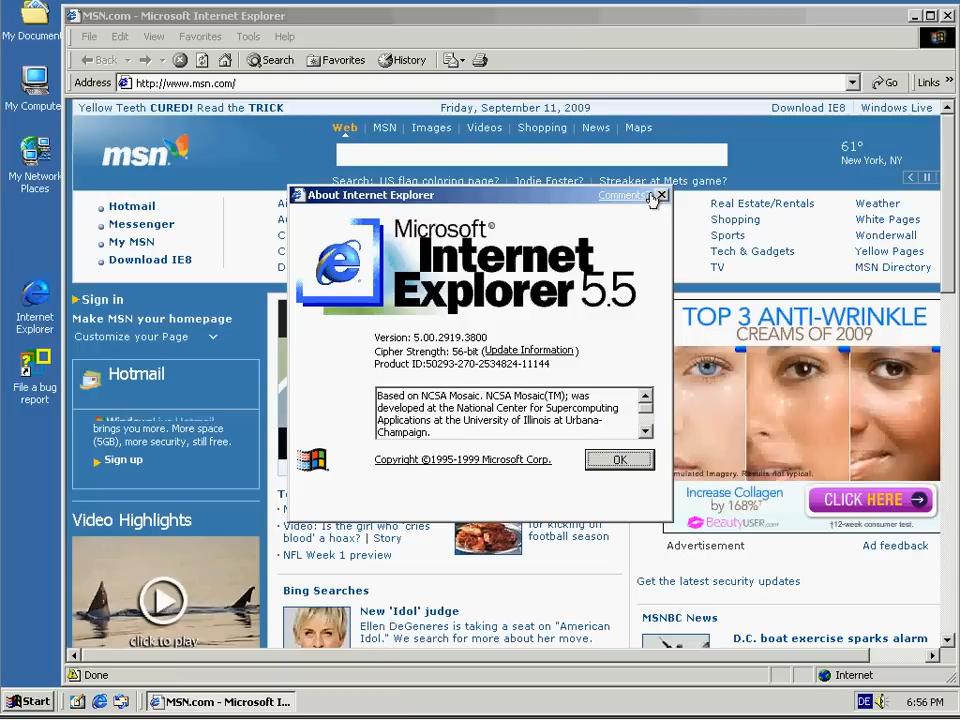 My Document
MSN.com - Microsoft Internet Explorer
File Edit View Favorites Tools Help
Back Search Favorites History
Address http://www.msn.com/ Go Links
My Compute
My Network
Places
Internet
Explorer
File a bug
report
Yellow Teeth CURED! Read the TRICK Friday, September 11, 2009 Download IE8 Windows Live
Web MSN Images Videos Shopping News Maps
msn
61°
New York, NY
Search: US flag coloring page? Jodie Foster? Streaker at Mets game?
Hotmail
Messenger
My MSN
Download IE8
Real Estate/Rentals
Shopping
Sports
Tech & Gadgets
TV
Weather
White Pages
Wonderwall
Yellow Pages
MSN Directory
About Internet Explorer Comments
Microsoft®
Internet
Explorer 5.5
Version: 5.00.2919.3800
Cipher Strength: 56-bit (Update Information)
Product ID:50293-270-2534824-11144
Based on NCSA Mosaic. NCSA Mosaic(TM); was
developed at the National Center for Supercomputing
Applications at the University of Illinois at Urbana-
Champaign.
Copyright ©1995-1999 Microsoft Corp. OK
Sign in
Make MSN your homepage
Customize your Page
Hotmail
brings you more. More space
(5GB), more security, still free.
Sign up
Video Highlights
click to play
Video: Is the girl who 'cries
blood' a hoax? | Story
NFL Week 1 preview
for kicking off
football season
Bing Searches
New 'Idol' judge
Ellen DeGeneres is taking a seat on "American
Idol." We search for more about her move.
TOP 3 ANTI-WRINKLE
CREAMS OF 2009
Simulated Imagery. Results not typical.
Increase Collagen
by 168%†
BeautyUSER.com
CLICK HERE
†12-week consumer test.
Advertisement Ad feedback
Get the latest security updates
MSNBC News
D.C. boat exercise sparks alarm
Done Internet
Start MSN.com - Microsoft I... DE 6:56 PM